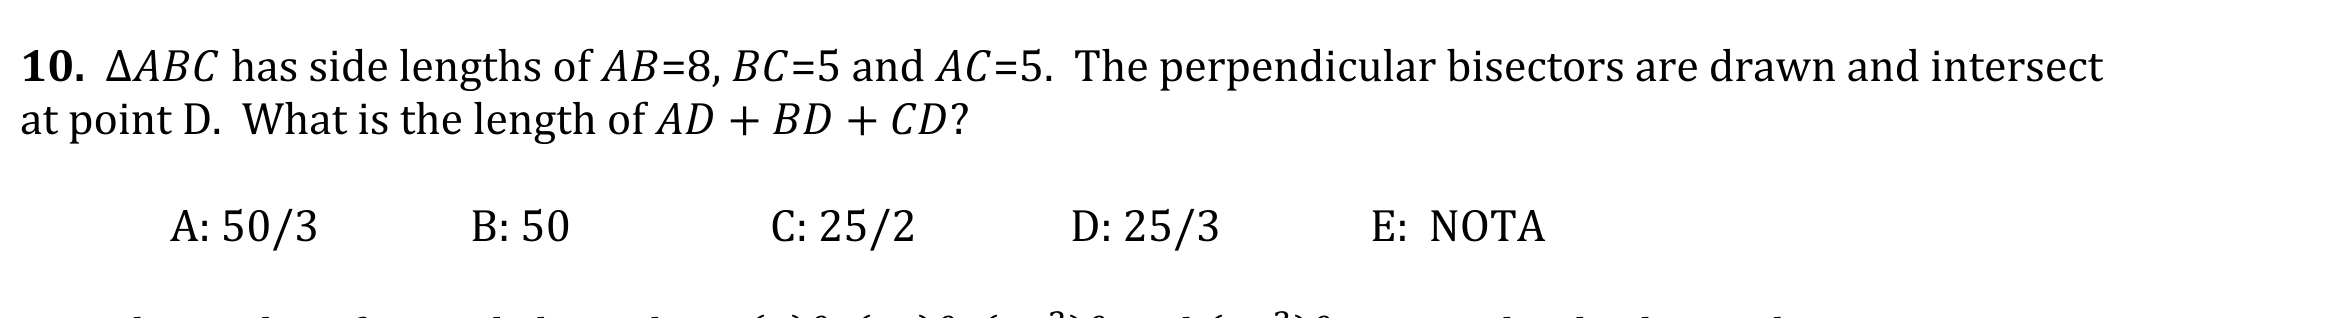 10. ΔABC has side lengths of AB=8, BC=5 and AC=5. The perpendicular bisectors are drawn and intersect
at point D. What is the length of AD + BD + CD?
A: 50/3 B: 50 C: 25/2 D: 25/3 E: NOTA